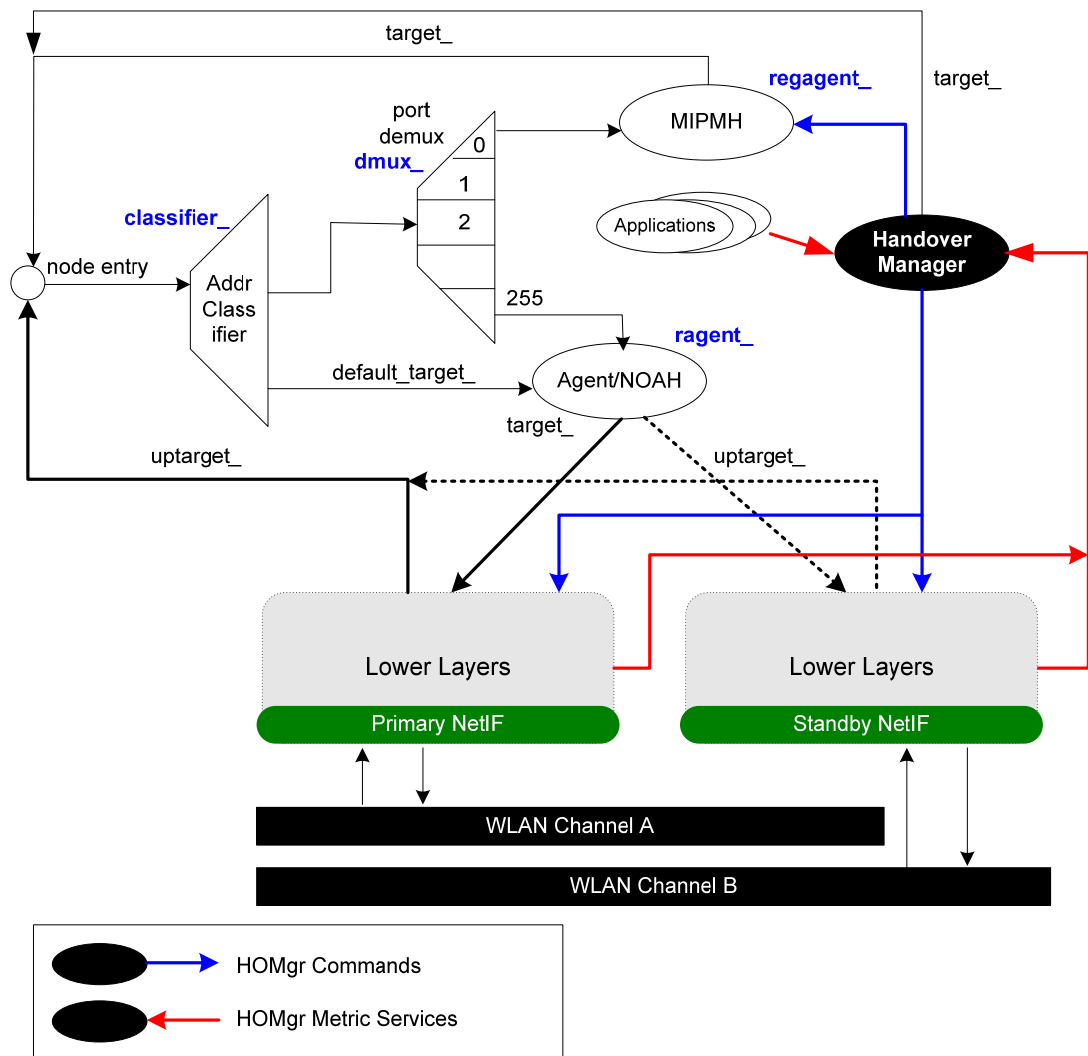 target_
regagent_
target_
port
demux
dmux_
0
MIPMH
1
2
classifier_
Applications
Handover
Manager
node entry
Addr
Class
ifier
255
ragent_
default_target_
Agent/NOAH
target_
uptarget_
uptarget_
Lower Layers
Lower Layers
Primary NetIF
Standby NetIF
WLAN Channel A
WLAN Channel B
HOMgr Commands
HOMgr Metric Services